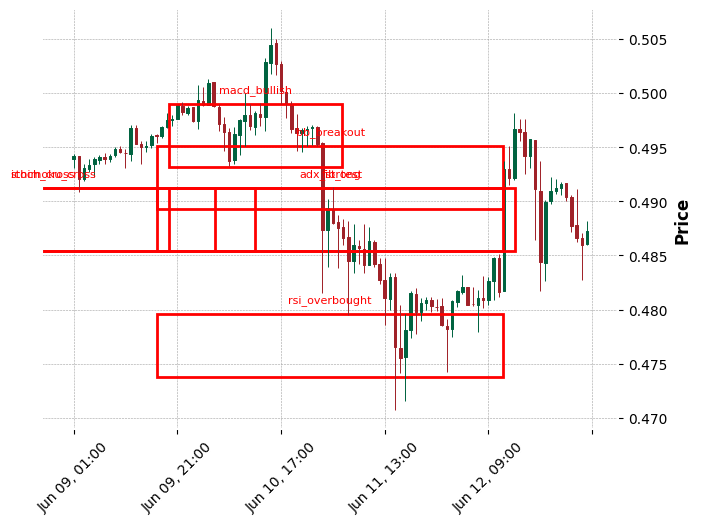 0.505
macd_bullish
0.500
0.495
0.490
Price
0.485
rsi_overbought
0.480
0.475
0.470
Jun 09, 01:00
Jun 09, 21:00
Jun 10, 17:00
Jun 11, 13:00
Jun 12, 09:00